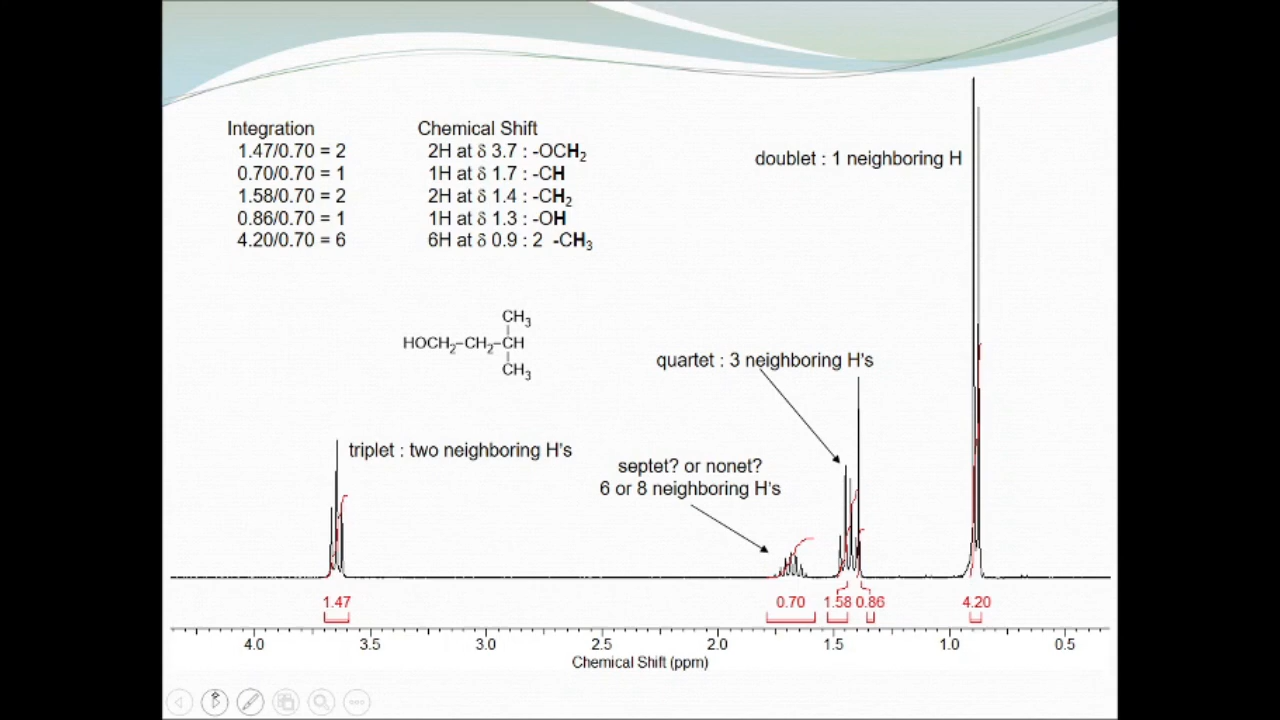 Integration
1.47/0.70 = 2
0.70/0.70 = 1
1.58/0.70 = 2
0.86/0.70 = 1
4.20/0.70 = 6
Chemical Shift
2H at δ 3.7 : -OCH₂
1H at δ 1.7 : -CH
2H at δ 1.4 : -CH₂
1H at δ 1.3 : -OH
6H at δ 0.9 : 2 -CH₃
doublet : 1 neighboring H
CH₃
HOCH₂–CH₂–CH
CH₃
quartet : 3 neighboring H's
triplet : two neighboring H's
septet? or nonet?
6 or 8 neighboring H's
1.47 0.70 1.58 0.86 4.20
4.0 3.5 3.0 2.5 2.0 1.5 1.0 0.5
Chemical Shift (ppm)